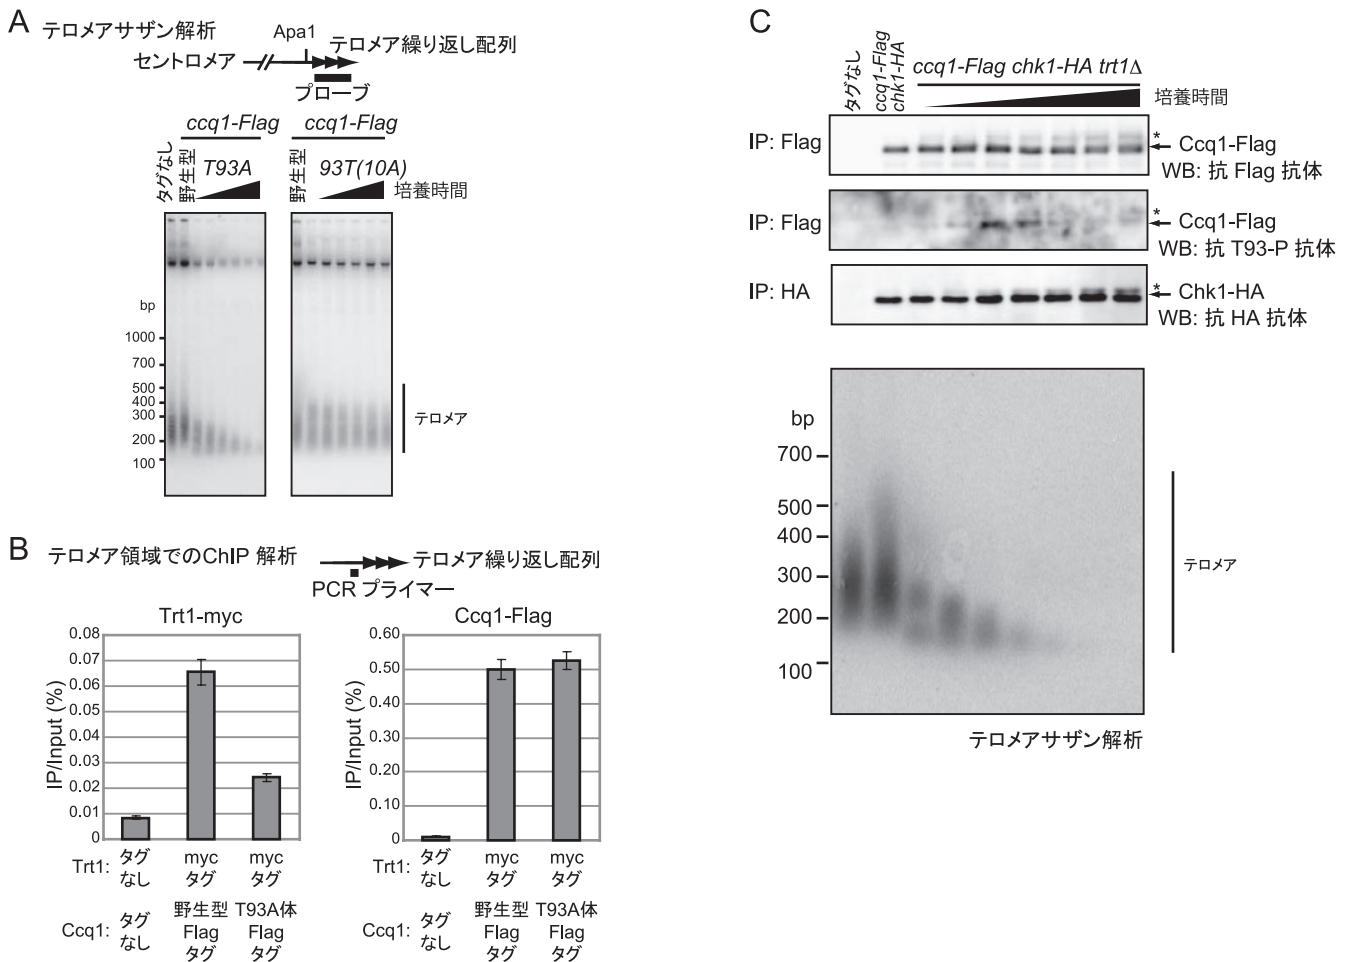 A
テロメアサザン解析
Apa1
テロメア繰り返し配列
セントロメア
プローブ
ccq1-Flag
ccq1-Flag
タグなし
野生型
T93A
野生型
93T(10A)
培養時間
bp
1000
700
500
400
300
200
100
テロメア
B
テロメア領域でのChIP 解析
テロメア繰り返し配列
PCR プライマー
Trt1-myc
IP/Input (%)
0.08
0.07
0.06
0.05
0.04
0.03
0.02
0.01
0
Trt1:
タグ
なし
myc
タグ
myc
タグ
Ccq1:
タグ
なし
野生型
Flag
タグ
T93A体
Flag
タグ
Ccq1-Flag
IP/Input (%)
0.60
0.50
0.40
0.30
0.20
0.10
0
Trt1:
タグ
なし
myc
タグ
myc
タグ
Ccq1:
タグ
なし
野生型
Flag
タグ
T93A体
Flag
タグ
C
タグなし
ccq1-Flag
chk1-HA
ccq1-Flag chk1-HA trt1Δ
培養時間
IP: Flag
*
Ccq1-Flag
WB: 抗 Flag 抗体
IP: Flag
*
Ccq1-Flag
WB: 抗 T93-P 抗体
IP: HA
*
Chk1-HA
WB: 抗 HA 抗体
bp
700
500
400
300
200
100
テロメア
テロメアサザン解析